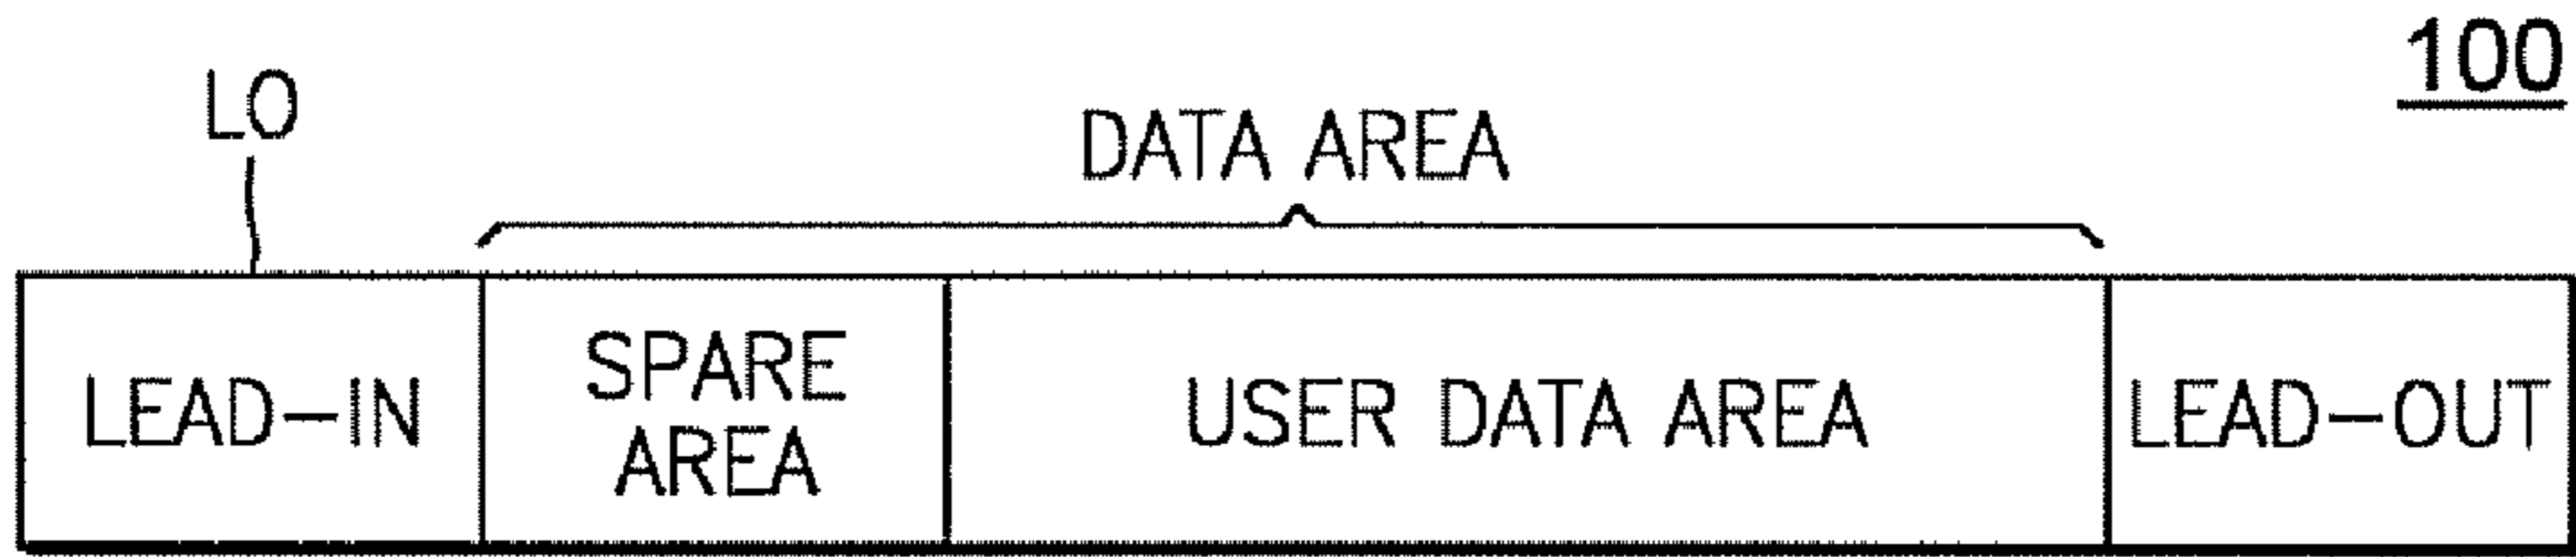 100
LO
DATA AREA
LEAD-IN
SPARE
AREA
USER DATA AREA
LEAD-OUT